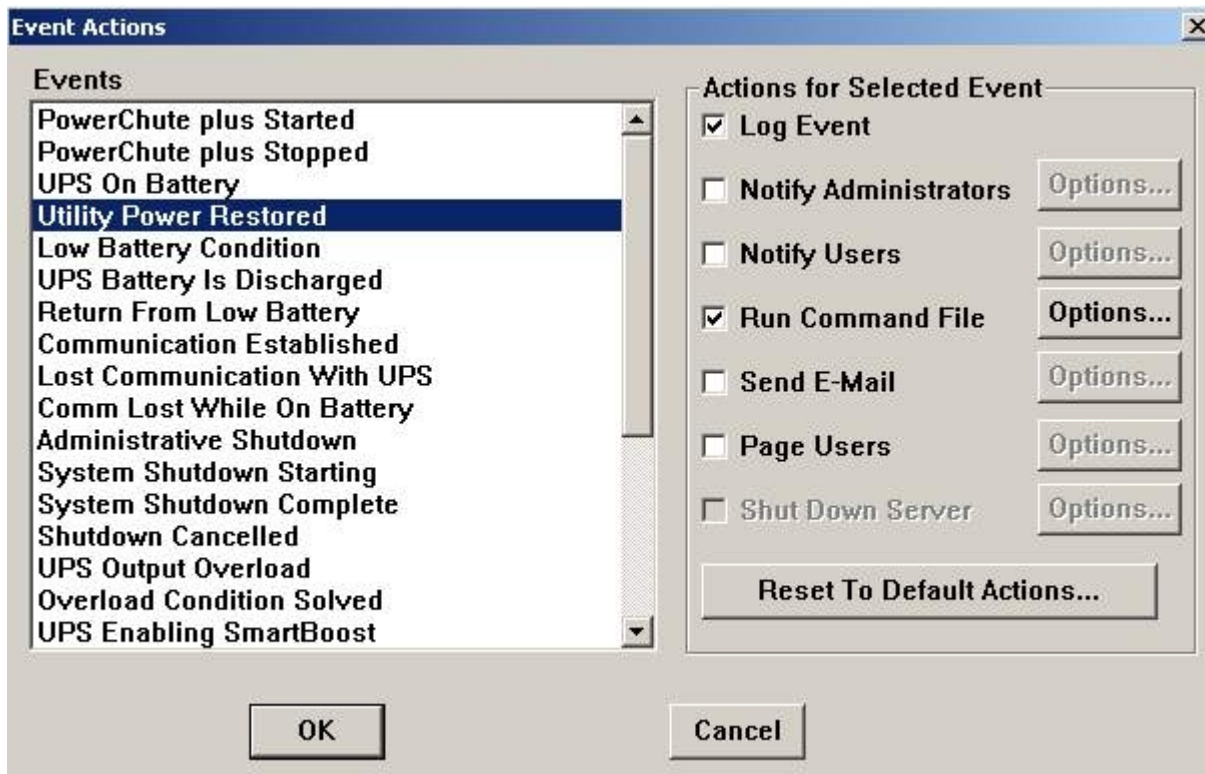 Event Actions
Events
PowerChute plus Started
PowerChute plus Stopped
UPS On Battery
Utility Power Restored
Low Battery Condition
UPS Battery Is Discharged
Return From Low Battery
Communication Established
Lost Communication With UPS
Comm Lost While On Battery
Administrative Shutdown
System Shutdown Starting
System Shutdown Complete
Shutdown Cancelled
UPS Output Overload
Overload Condition Solved
UPS Enabling SmartBoost
Actions for Selected Event
Log Event
Notify Administrators Options...
Notify Users Options...
Run Command File Options...
Send E-Mail Options...
Page Users Options...
Shut Down Server Options...
Reset To Default Actions...
OK Cancel